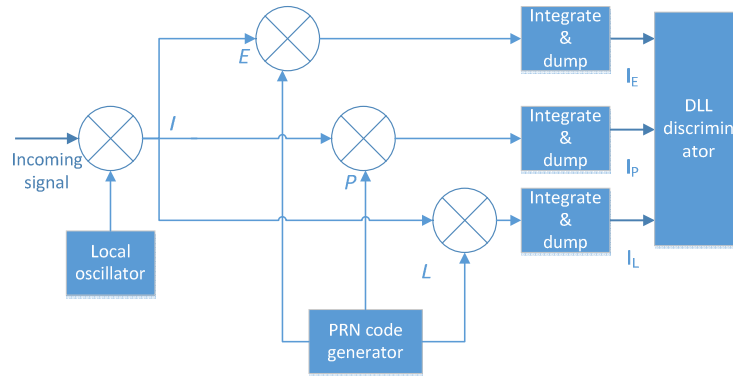 Integrate
&
dump
I_E
E
DLL
discrimin
ator
I
Incoming
signal
Integrate
&
dump
I_P
P
Integrate
&
dump
I_L
L
Local
oscillator
PRN code
generator